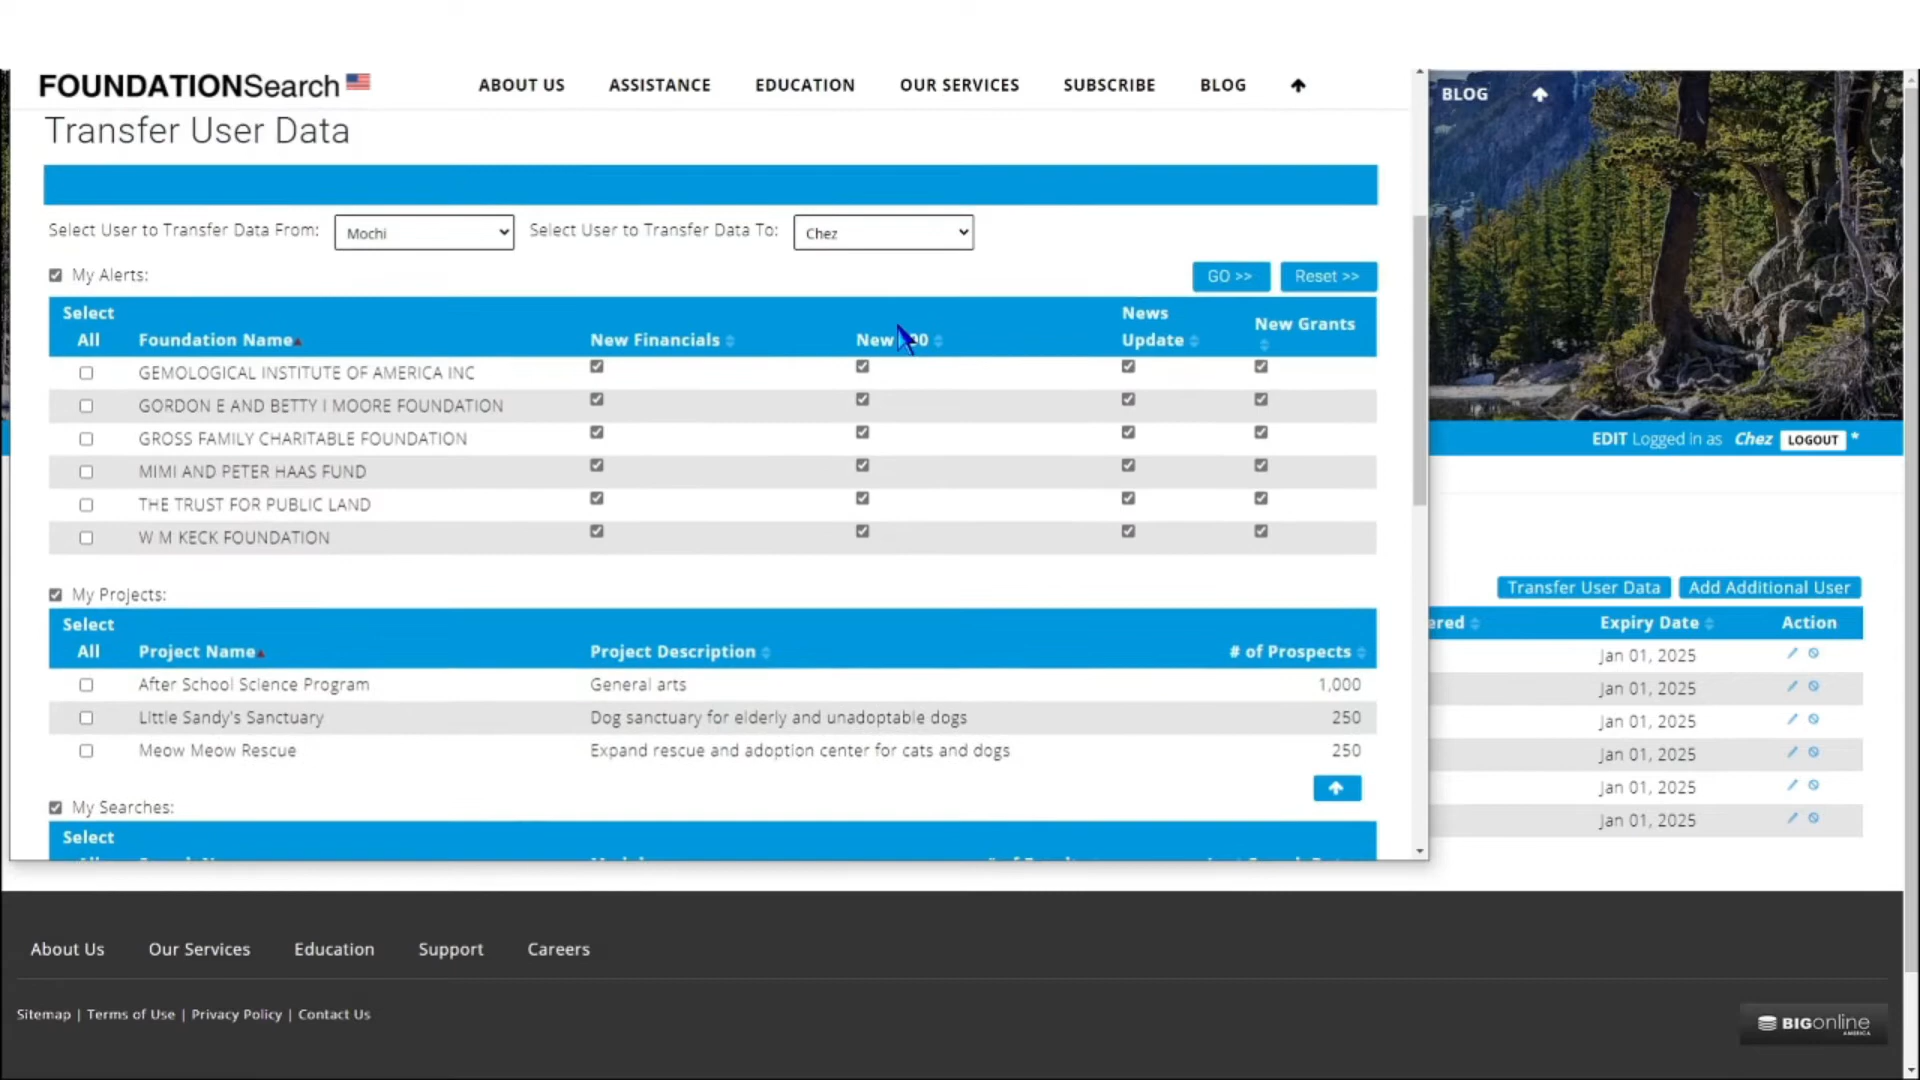 FOUNDATIONSearch
ABOUT US ASSISTANCE EDUCATION OUR SERVICES SUBSCRIBE BLOG
BLOG
Transfer User Data
Select User to Transfer Data From: Mochi Select User to Transfer Data To: Chez
My Alerts:
GO >> Reset >>
Select All Foundation Name New Financials New News Update New Grants
GEMOLOGICAL INSTITUTE OF AMERICA INC
GORDON E AND BETTY I MOORE FOUNDATION
GROSS FAMILY CHARITABLE FOUNDATION
MIMI AND PETER HAAS FUND
THE TRUST FOR PUBLIC LAND
W M KECK FOUNDATION
EDIT Logged in as Chez LOGOUT *
My Projects:
Select All Project Name Project Description # of Prospects
After School Science Program General arts 1,000
Little Sandy's Sanctuary Dog sanctuary for elderly and unadoptable dogs 250
Meow Meow Rescue Expand rescue and adoption center for cats and dogs 250
My Searches:
Select
Transfer User Data Add Additional User
ered Expiry Date Action
Jan 01, 2025
Jan 01, 2025
Jan 01, 2025
Jan 01, 2025
Jan 01, 2025
Jan 01, 2025
About Us Our Services Education Support Careers
Sitemap | Terms of Use | Privacy Policy | Contact Us
BIGonline
AMERICA